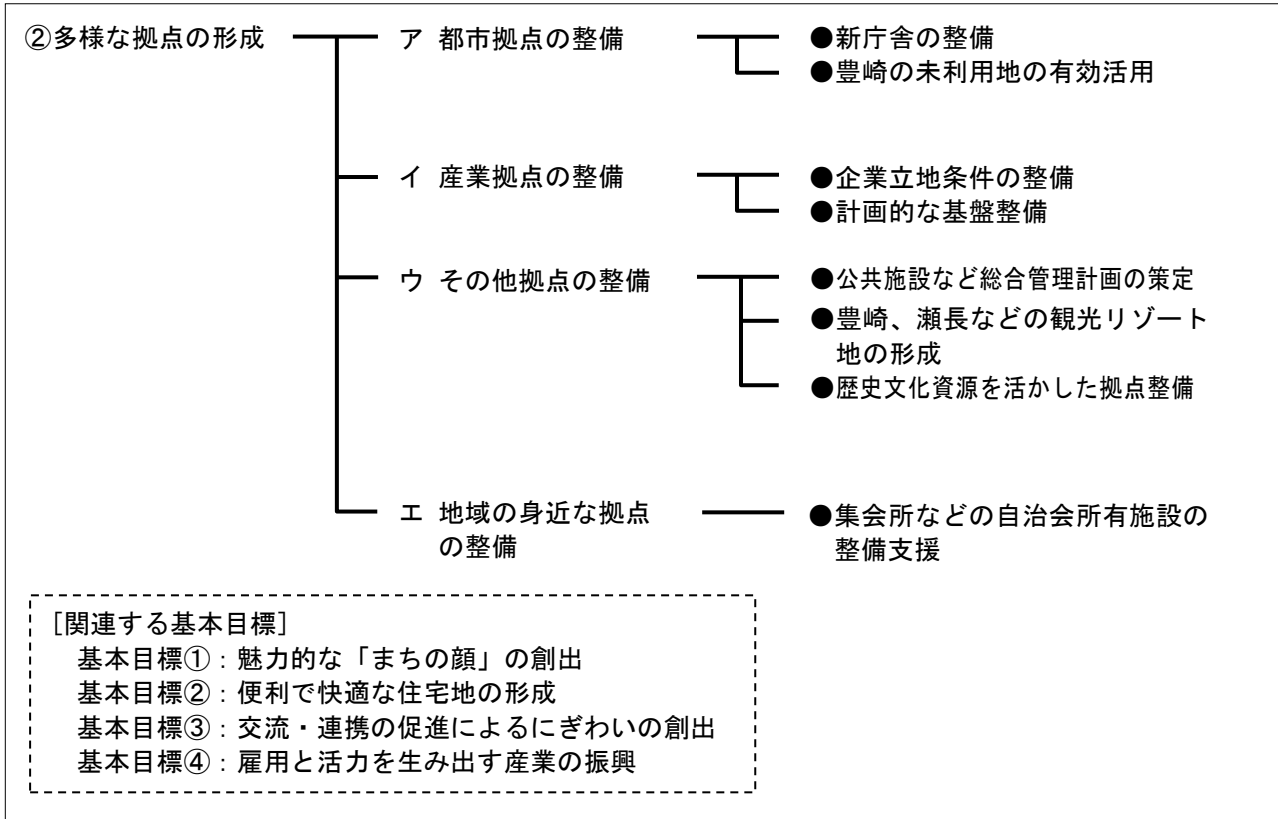 ②多様な拠点の形成
ア 都市拠点の整備
●新庁舎の整備
●豊崎の未利用地の有効活用
イ 産業拠点の整備
●企業立地条件の整備
●計画的な基盤整備
ウ その他拠点の整備
●公共施設など総合管理計画の策定
●豊崎、瀬長などの観光リゾート
地の形成
●歴史文化資源を活かした拠点整備
エ 地域の身近な拠点
の整備
●集会所などの自治会所有施設の
整備支援
[関連する基本目標]
基本目標①：魅力的な「まちの顔」の創出
基本目標②：便利で快適な住宅地の形成
基本目標③：交流・連携の促進によるにぎわいの創出
基本目標④：雇用と活力を生み出す産業の振興